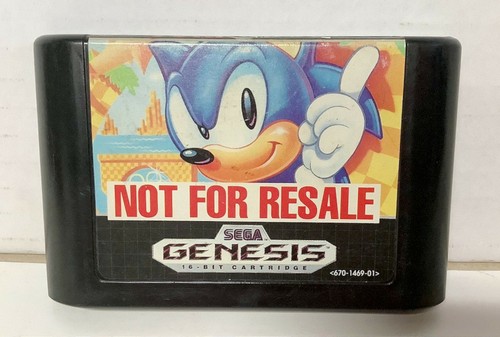 NOT FOR RESALE
SEGA
GENESIS
16-BIT CARTRIDGE
<670-1469-01>